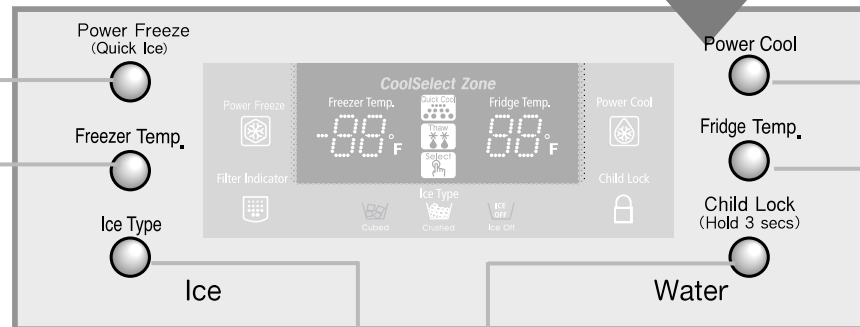 Power Freeze
(Quick Ice)
Freezer Temp.
Ice Type
Ice
CoolSelect Zone
Power Freeze
Freezer Temp.
-88°F
Quick Cool
Thaw
Select
Fridge Temp.
88°F
Power Cool
Filter Indicator
Child Lock
Ice Type
Cubed
Crushed
ICE
OFF
Ice Off
Power Cool
Fridge Temp.
Child Lock
(Hold 3 secs)
Water